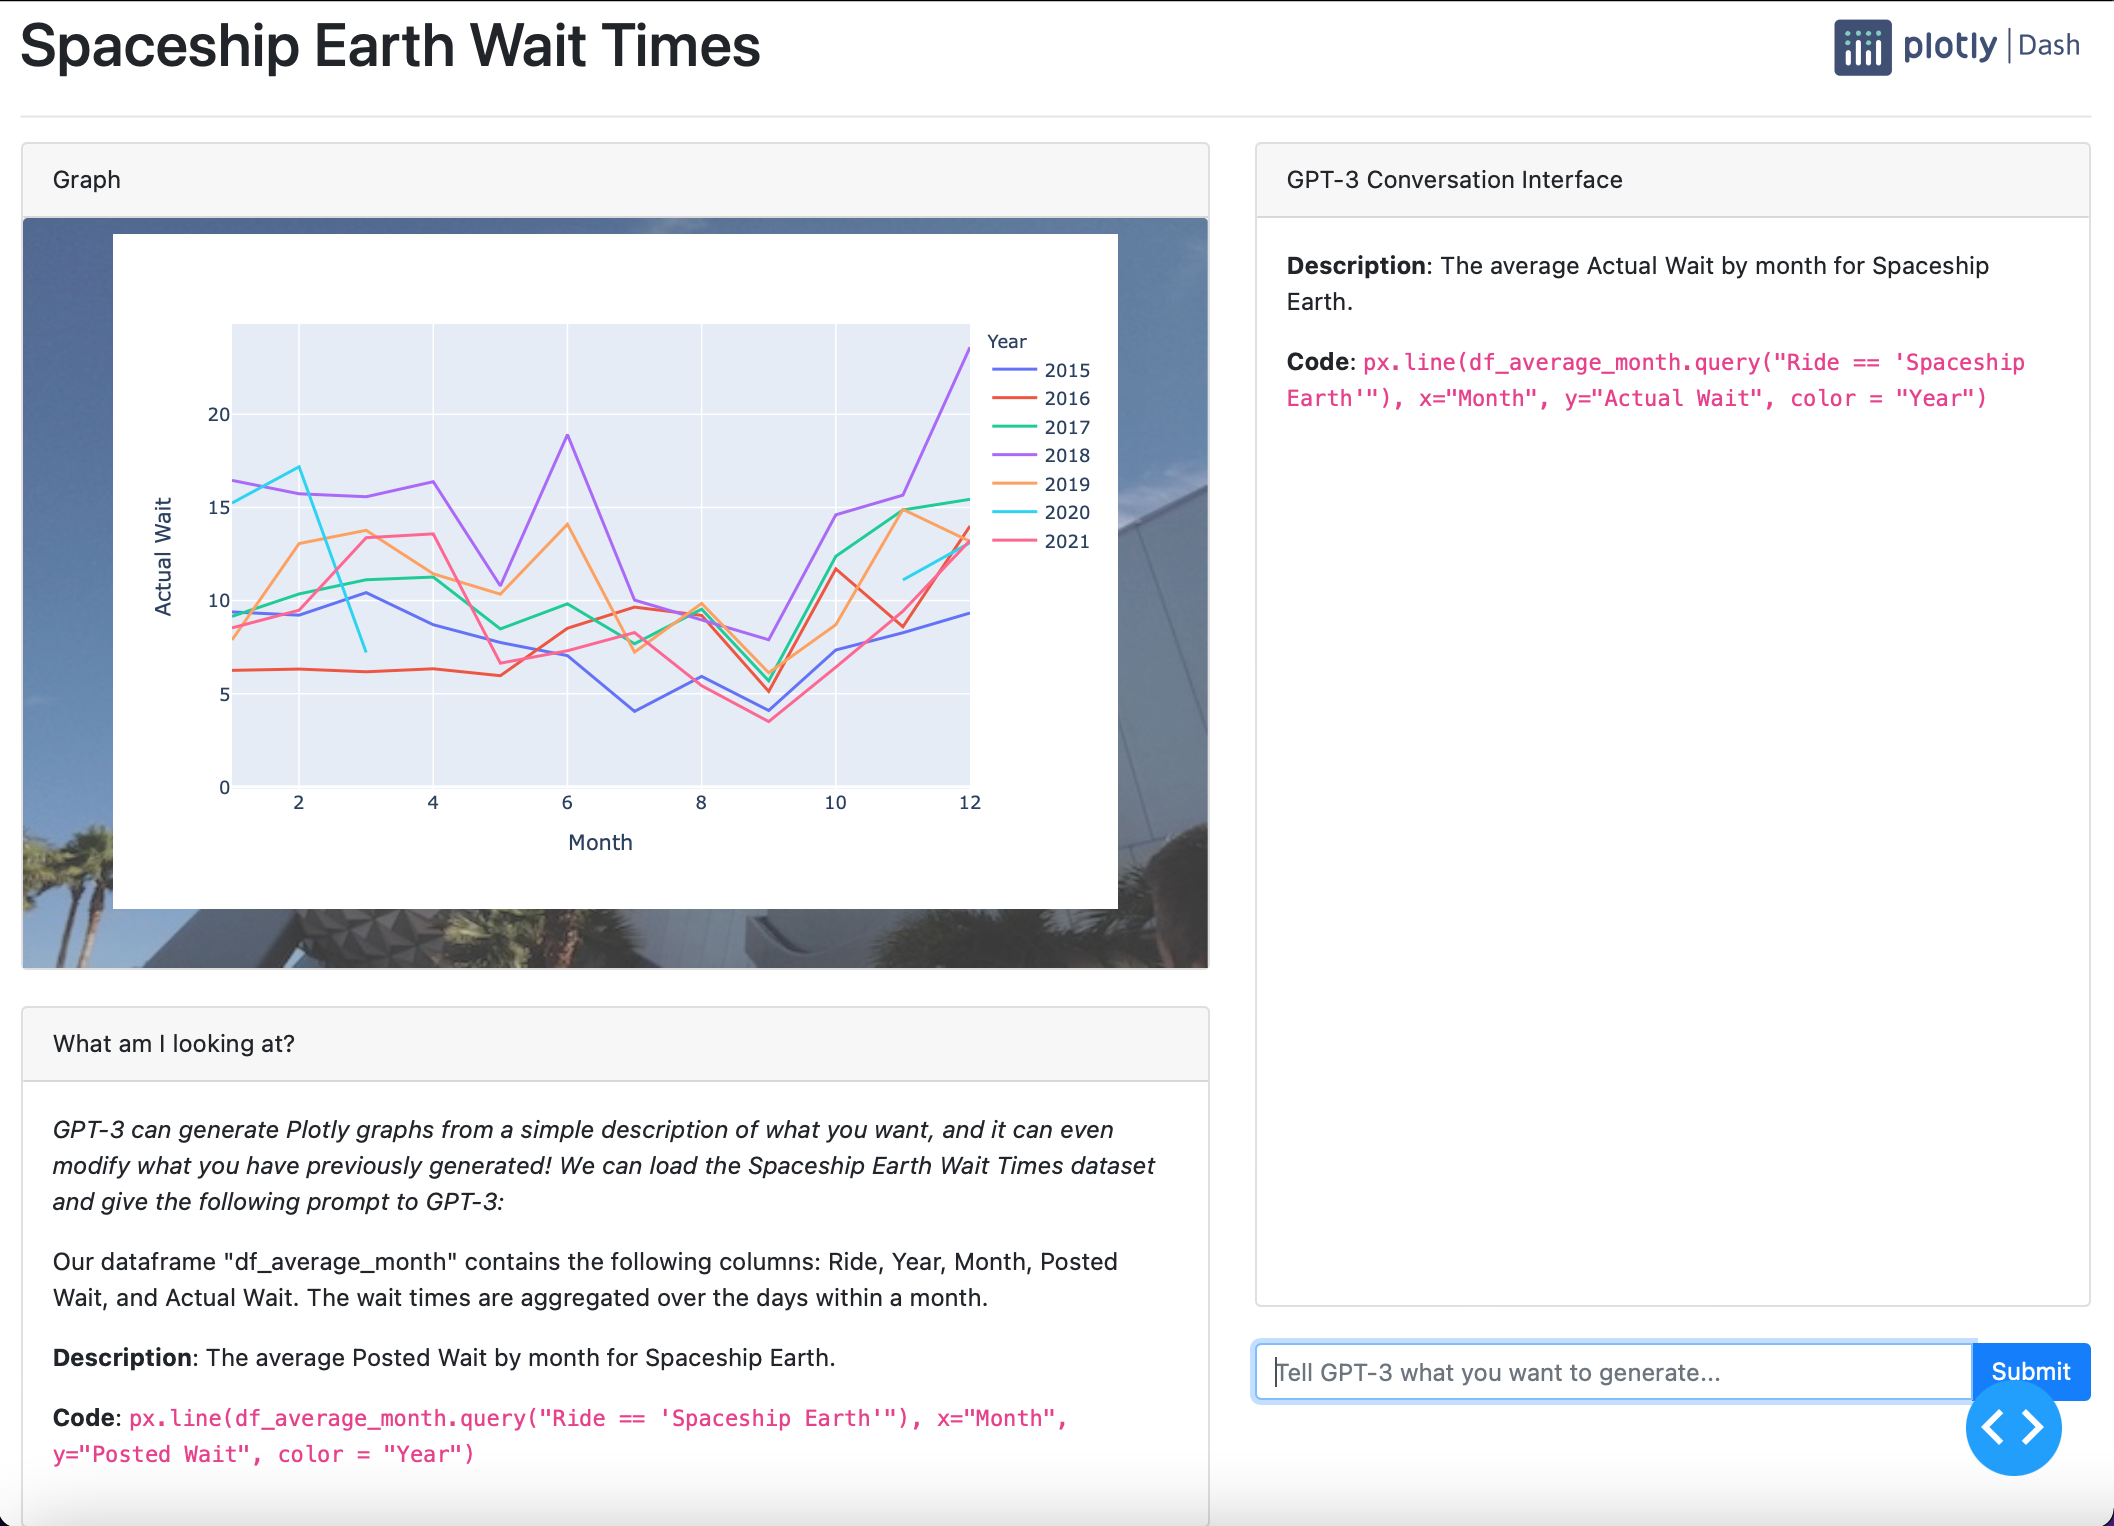 Spaceship Earth Wait Times
plotly | Dash
Graph
Year
2015
2016
2017
2018
2019
2020
2021
20
15
10
5
0
Actual Wait
2 4 6 8 10 12
Month
What am I looking at?
GPT-3 can generate Plotly graphs from a simple description of what you want, and it can even
modify what you have previously generated! We can load the Spaceship Earth Wait Times dataset
and give the following prompt to GPT-3:
Our dataframe "df_average_month" contains the following columns: Ride, Year, Month, Posted
Wait, and Actual Wait. The wait times are aggregated over the days within a month.
Description: The average Posted Wait by month for Spaceship Earth.
Code: px.line(df_average_month.query("Ride == 'Spaceship Earth'"), x="Month",
y="Posted Wait", color = "Year")
GPT-3 Conversation Interface
Description: The average Actual Wait by month for Spaceship
Earth.
Code: px.line(df_average_month.query("Ride == 'Spaceship
Earth'"), x="Month", y="Actual Wait", color = "Year")
Tell GPT-3 what you want to generate...
Submit